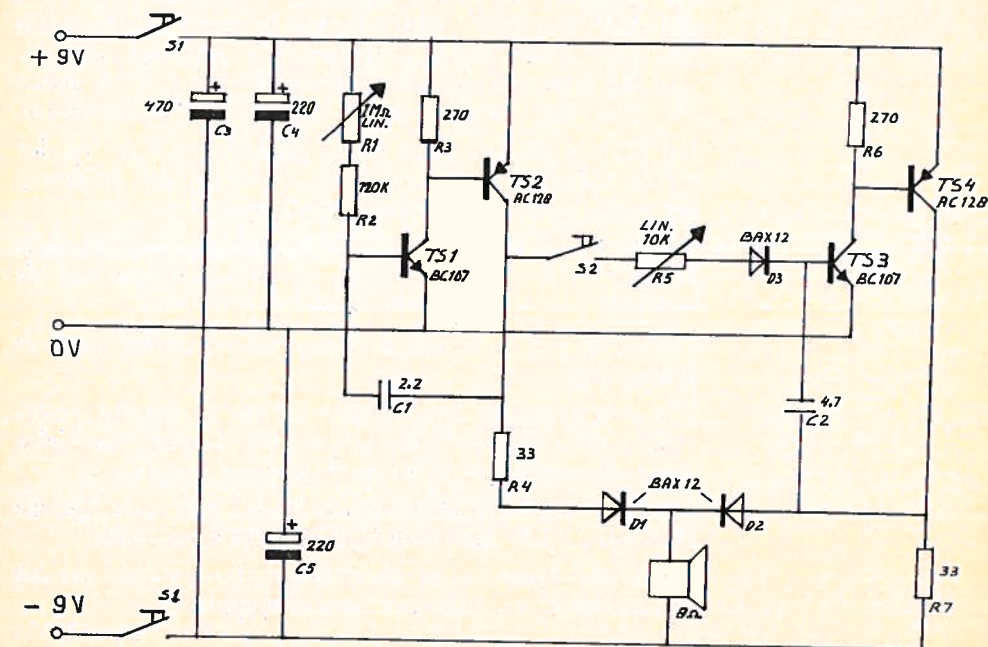 S1
+ 9V
470
+
C3
+
220
C4
1MΩ
LIN.
R1
120K
R2
270
R3
TS2
AC128
TS1
BC107
S2
LIN.
10K
R5
BAX12
D3
270
R6
TS3
BC107
TS4
AC128
0V
2.2
C1
4.7
C2
33
R4
BAX12
D1
D2
+
220
C5
8Ω
33
R7
- 9V
S1